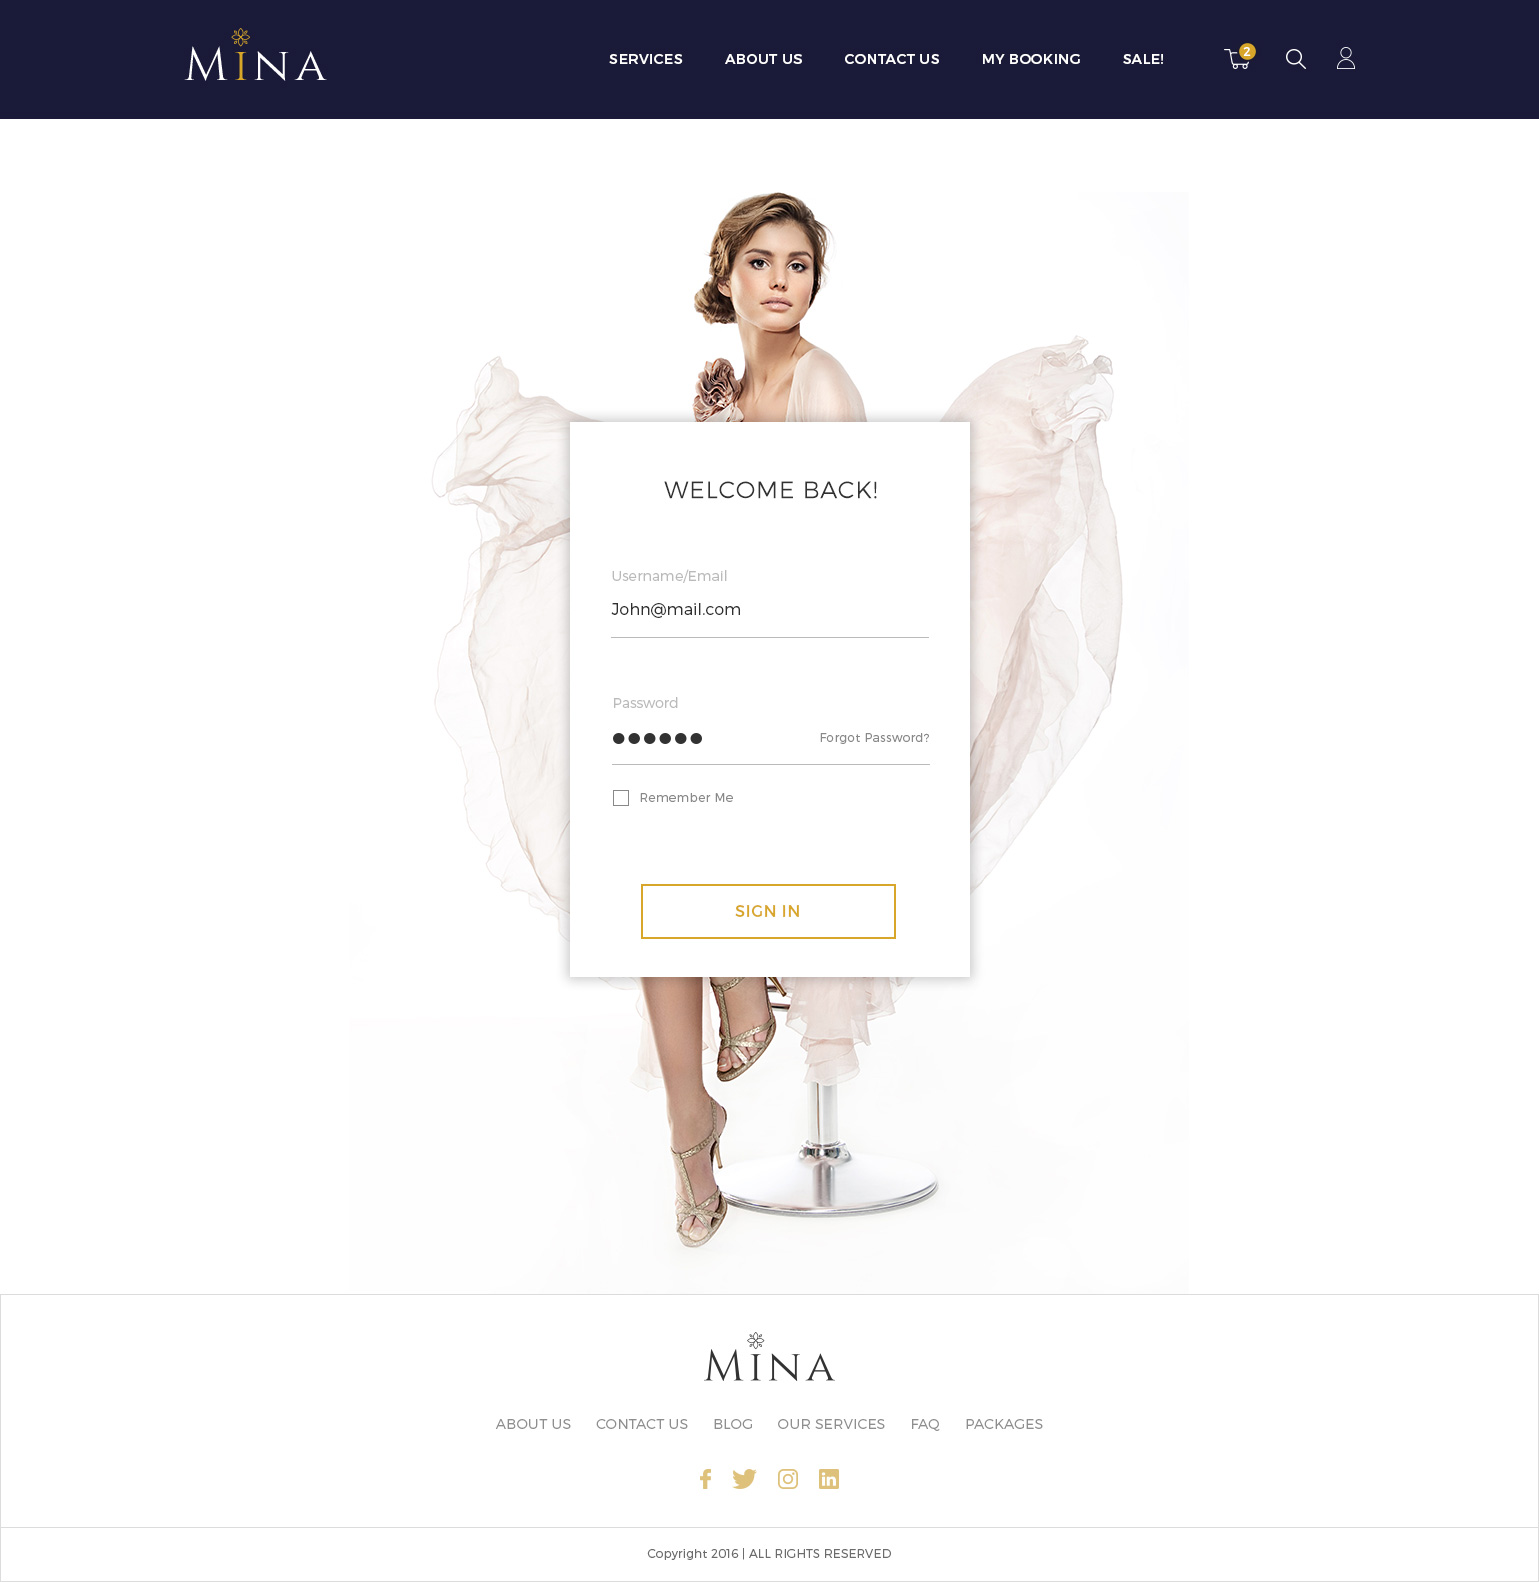 MINA
SERVICES ABOUT US CONTACT US MY BOOKING SALE! 2
WELCOME BACK!
Username/Email
John@mail.com
Password
Forgot Password?
Remember Me
SIGN IN
MINA
ABOUT US CONTACT US BLOG OUR SERVICES FAQ PACKAGES
Copyright 2016 | ALL RIGHTS RESERVED